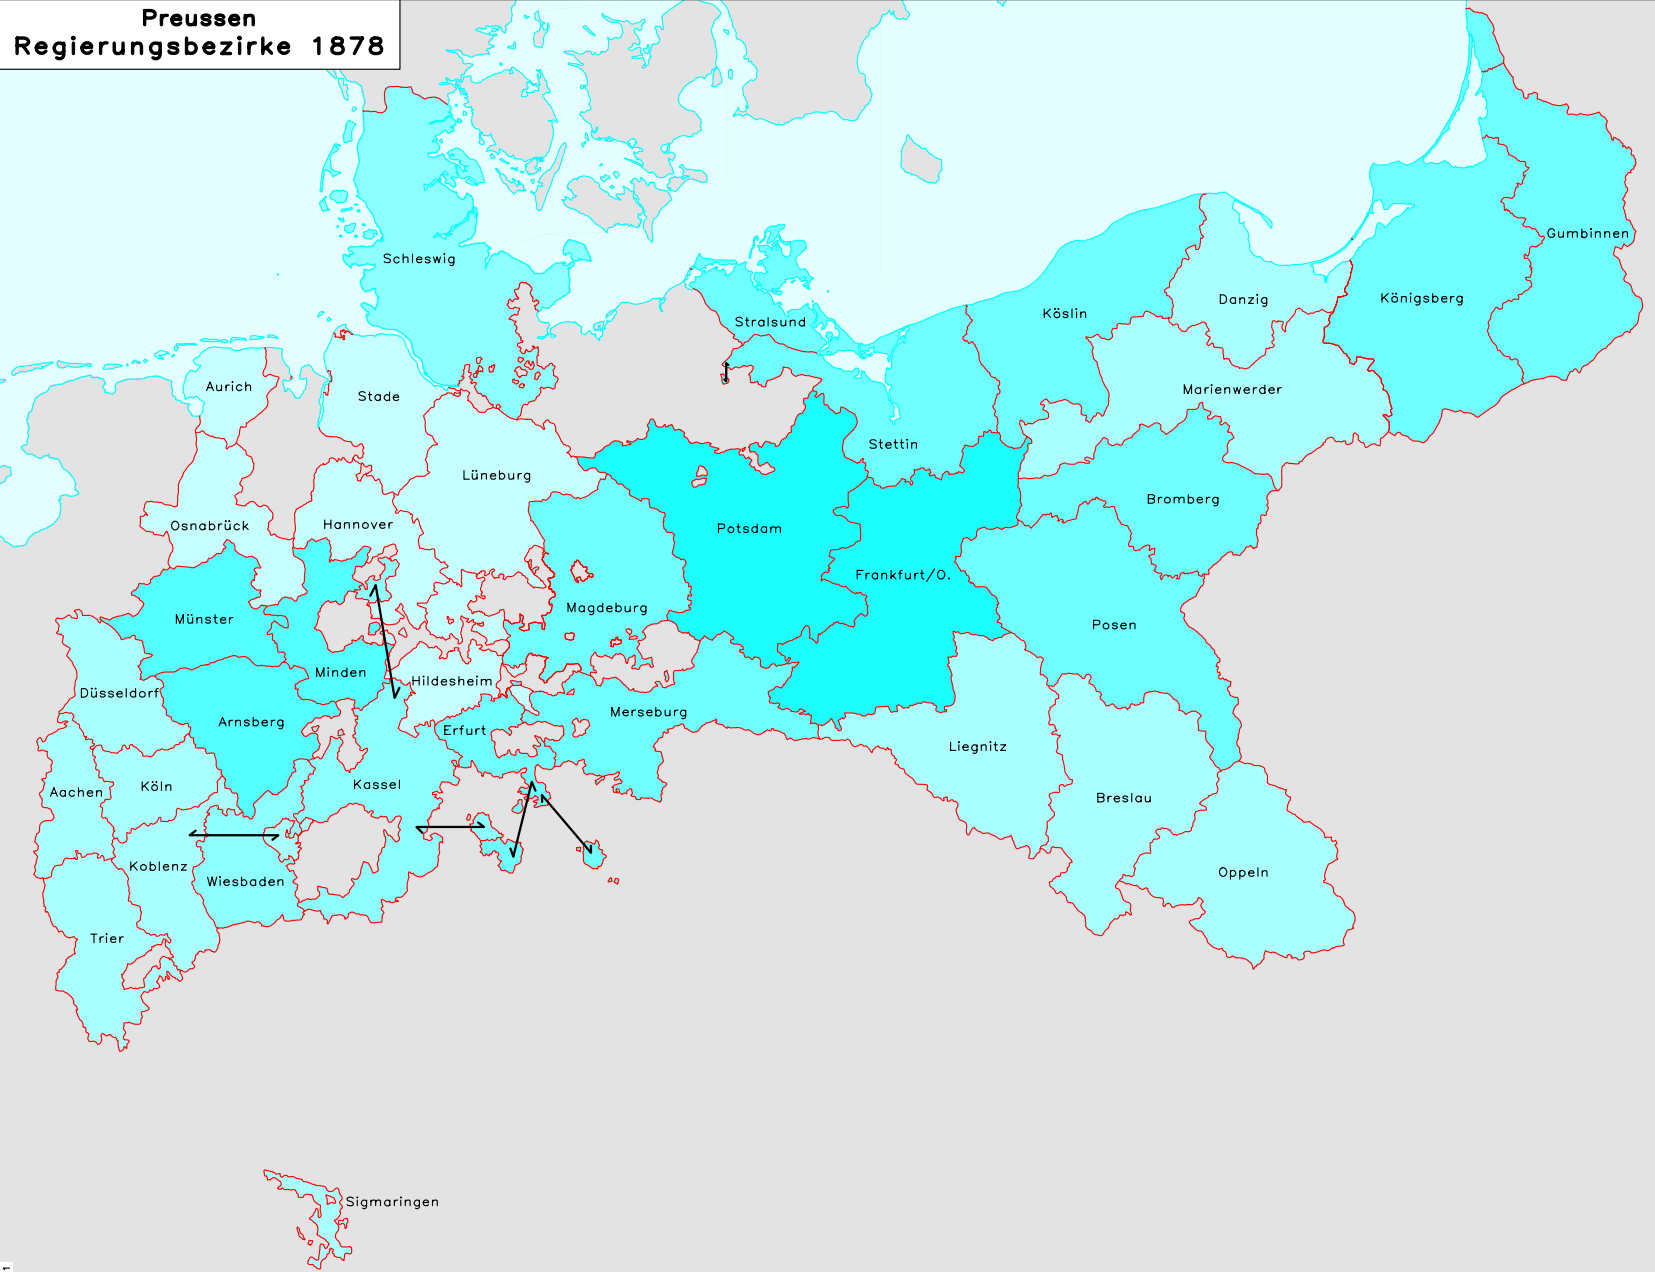 Preussen
Regierungsbezirke 1878
Gumbinnen
Schleswig
Danzig
Königsberg
Köslin
Stralsund
Aurich
Stade
Marienwerder
Stettin
Lüneburg
Bromberg
Osnabrück
Hannover
Potsdam
Frankfurt/O.
Magdeburg
Münster
Posen
Minden
Hildesheim
Düsseldorf
Merseburg
Arnsberg
Erfurt
Liegnitz
Kassel
Köln
Aachen
Breslau
Koblenz
Oppeln
Wiesbaden
Trier
Sigmaringen